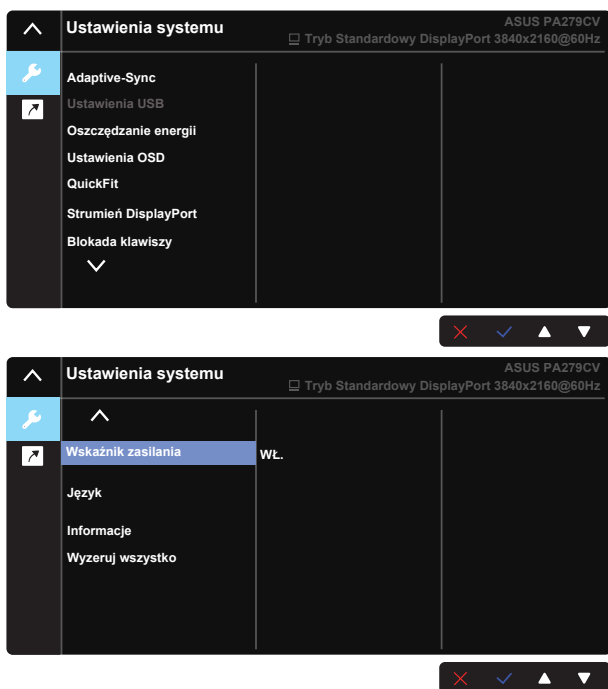 Ustawienia systemu
ASUS PA279CV
Tryb Standardowy DisplayPort 3840x2160@60Hz
Adaptive-Sync
Ustawienia USB
Oszczędzanie energii
Ustawienia OSD
QuickFit
Strumień DisplayPort
Blokada klawiszy
Ustawienia systemu
ASUS PA279CV
Tryb Standardowy DisplayPort 3840x2160@60Hz
Wskaźnik zasilania WŁ.
Język
Informacje
Wyzeruj wszystko